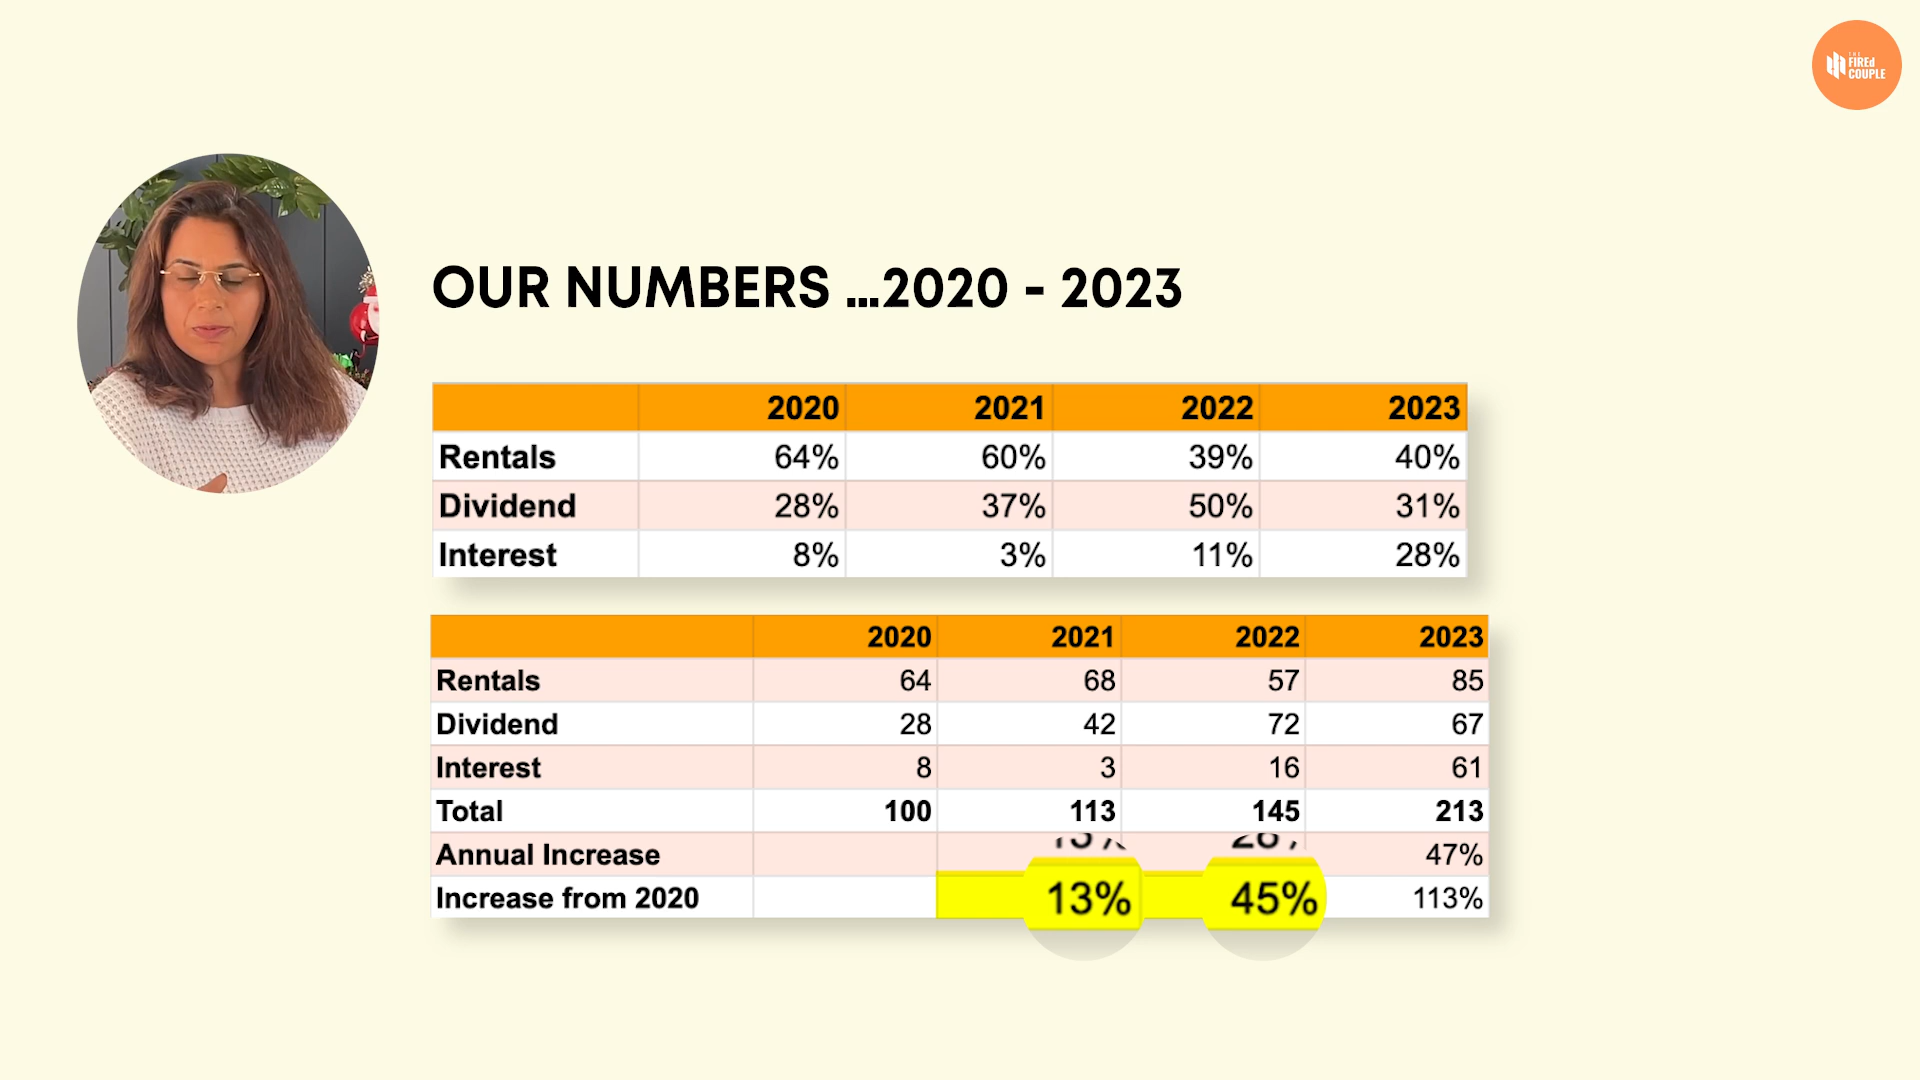 THE
FIREd
COUPLE
OUR NUMBERS ...2020 - 2023
2020 2021 2022 2023
Rentals 64% 60% 39% 40%
Dividend 28% 37% 50% 31%
Interest 8% 3% 11% 28%
2020 2021 2022 2023
Rentals 64 68 57 85
Dividend 28 42 72 67
Interest 8 3 16 61
Total 100 113 145 213
Annual Increase 47%
Increase from 2020 13% 45% 113%